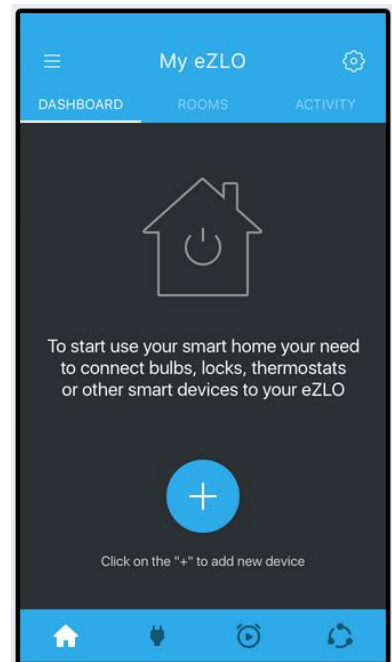 My eZLO
DASHBOARD ROOMS ACTIVITY
To start use your smart home your need
to connect bulbs, locks, thermostats
or other smart devices to your eZLO
Click on the "+" to add new device